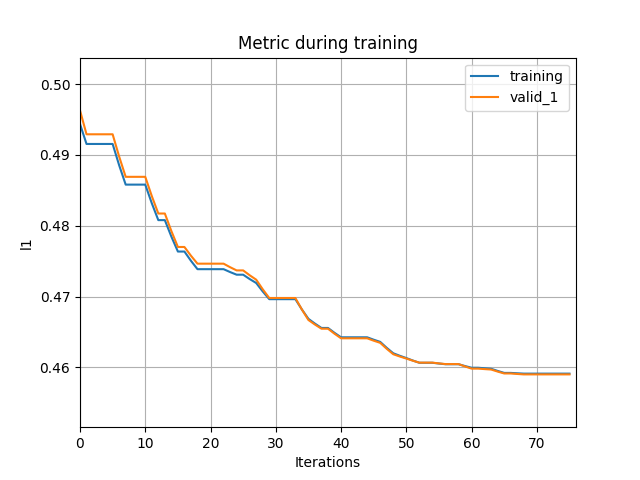 Metric during training
training
valid_1
0.50
0.49
0.48
0.47
0.46
l1
0 10 20 30 40 50 60 70
Iterations